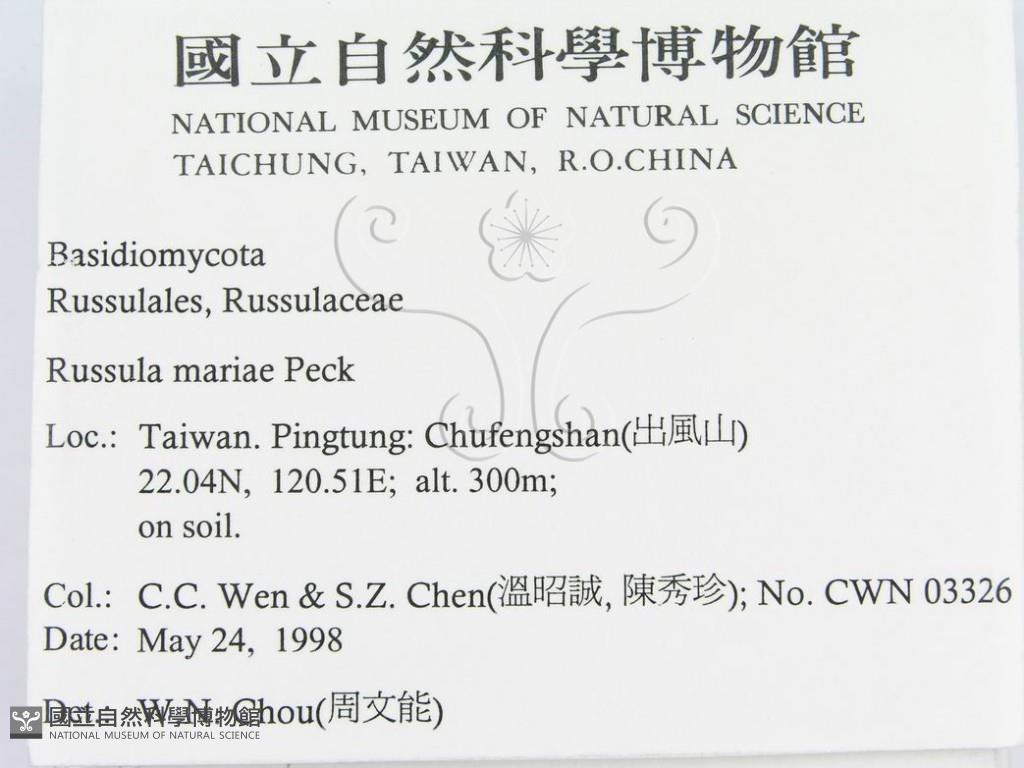 國立自然科學博物館
NATIONAL MUSEUM OF NATURAL SCIENCE
TAICHUNG, TAIWAN, R.O.CHINA
Basidiomycota
Russulales, Russulaceae
Russula mariae Peck
Loc.: Taiwan. Pingtung: Chufengshan(出風山)
22.04N, 120.51E; alt. 300m;
on soil.
Col.: C.C. Wen & S.Z. Chen(溫昭誠, 陳秀珍); No. CWN 03326
Date: May 24, 1998
Det. W.N. Chou(周文能)
國立自然科學博物館
NATIONAL MUSEUM OF NATURAL SCIENCE